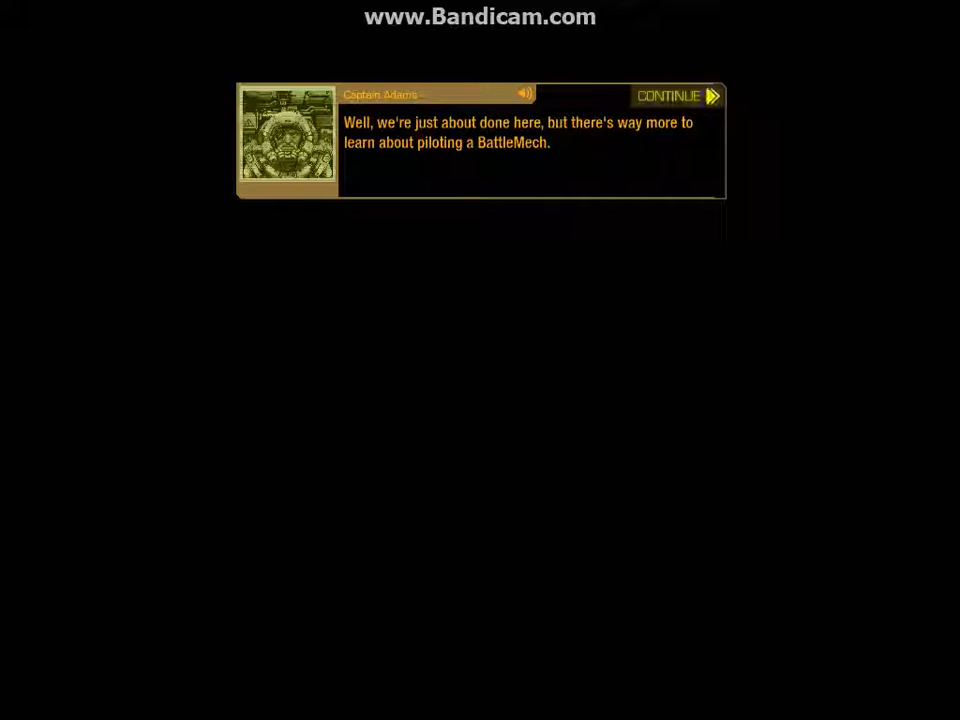 www.Bandicam.com
Captain Adams
CONTINUE
Well, we're just about done here, but there's way more to
learn about piloting a BattleMech.